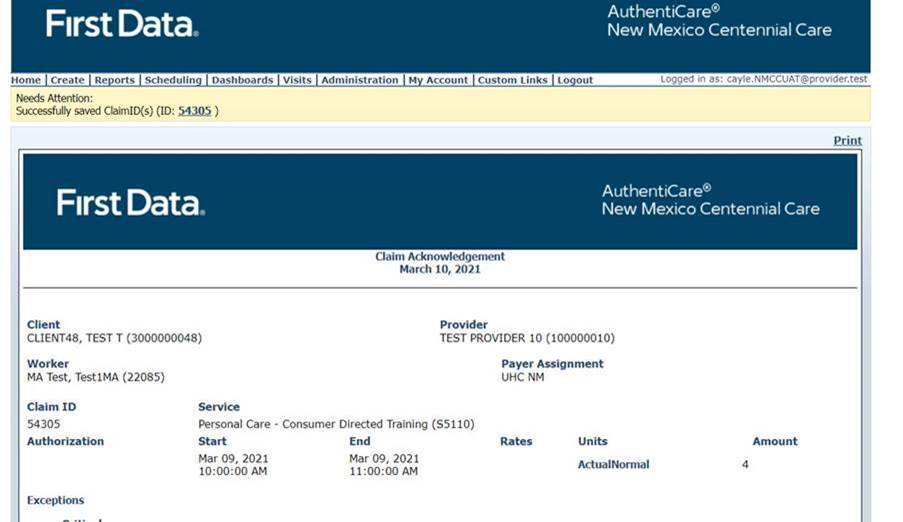 First Data®
AuthentiCare®
New Mexico Centennial Care
Home | Create | Reports | Scheduling | Dashboards | Visits | Administration | My Account | Custom Links | Logout
Logged in as: cayle.NMCCUAT@provider.test
Needs Attention:
Successfully saved ClaimID(s) (ID: 54305 )
Print
First Data®
AuthentiCare®
New Mexico Centennial Care
Claim Acknowledgement
March 10, 2021
Client Provider
CLIENT48, TEST T (3000000048) TEST PROVIDER 10 (100000010)
Worker Payer Assignment
MA Test, Test1MA (22085) UHC NM
Claim ID Service
54305 Personal Care - Consumer Directed Training (S5110)
Authorization Start End Rates Units Amount
Mar 09, 2021 Mar 09, 2021
10:00:00 AM 11:00:00 AM
ActualNormal 4
Exceptions